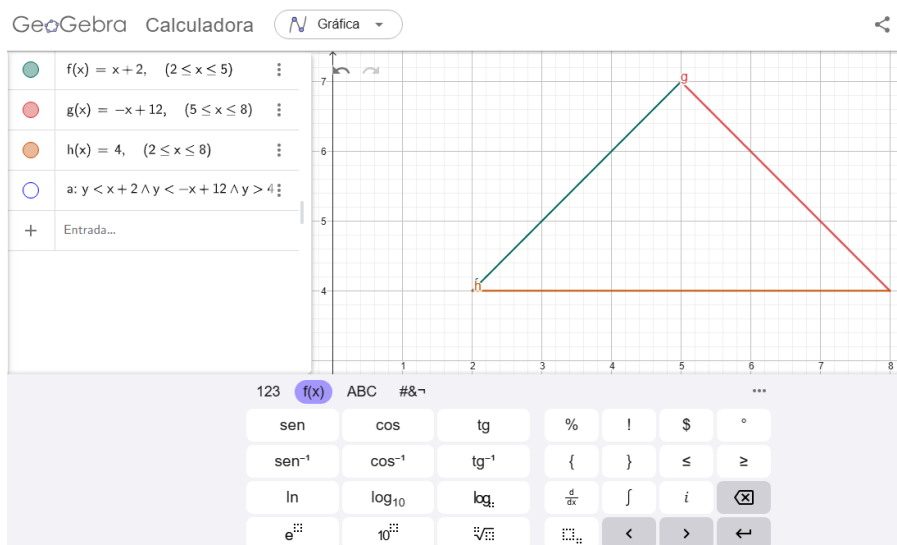 GeoGebra Calculadora Gráfica
f(x) = x + 2, (2 ≤ x ≤ 5)
g(x) = −x + 12, (5 ≤ x ≤ 8)
h(x) = 4, (2 ≤ x ≤ 8)
a: y < x + 2 ∧ y < −x + 12 ∧ y > 4
+ Entrada...
g
7
6
5
4
f
h
1 2 3 4 5 6 7 8
123 f(x) ABC #&¬ ...
sen cos tg % ! $ °
sen⁻¹ cos⁻¹ tg⁻¹ { } ≤ ≥
ln log₁₀ log d/dx ∫ i
e 10 √ < >